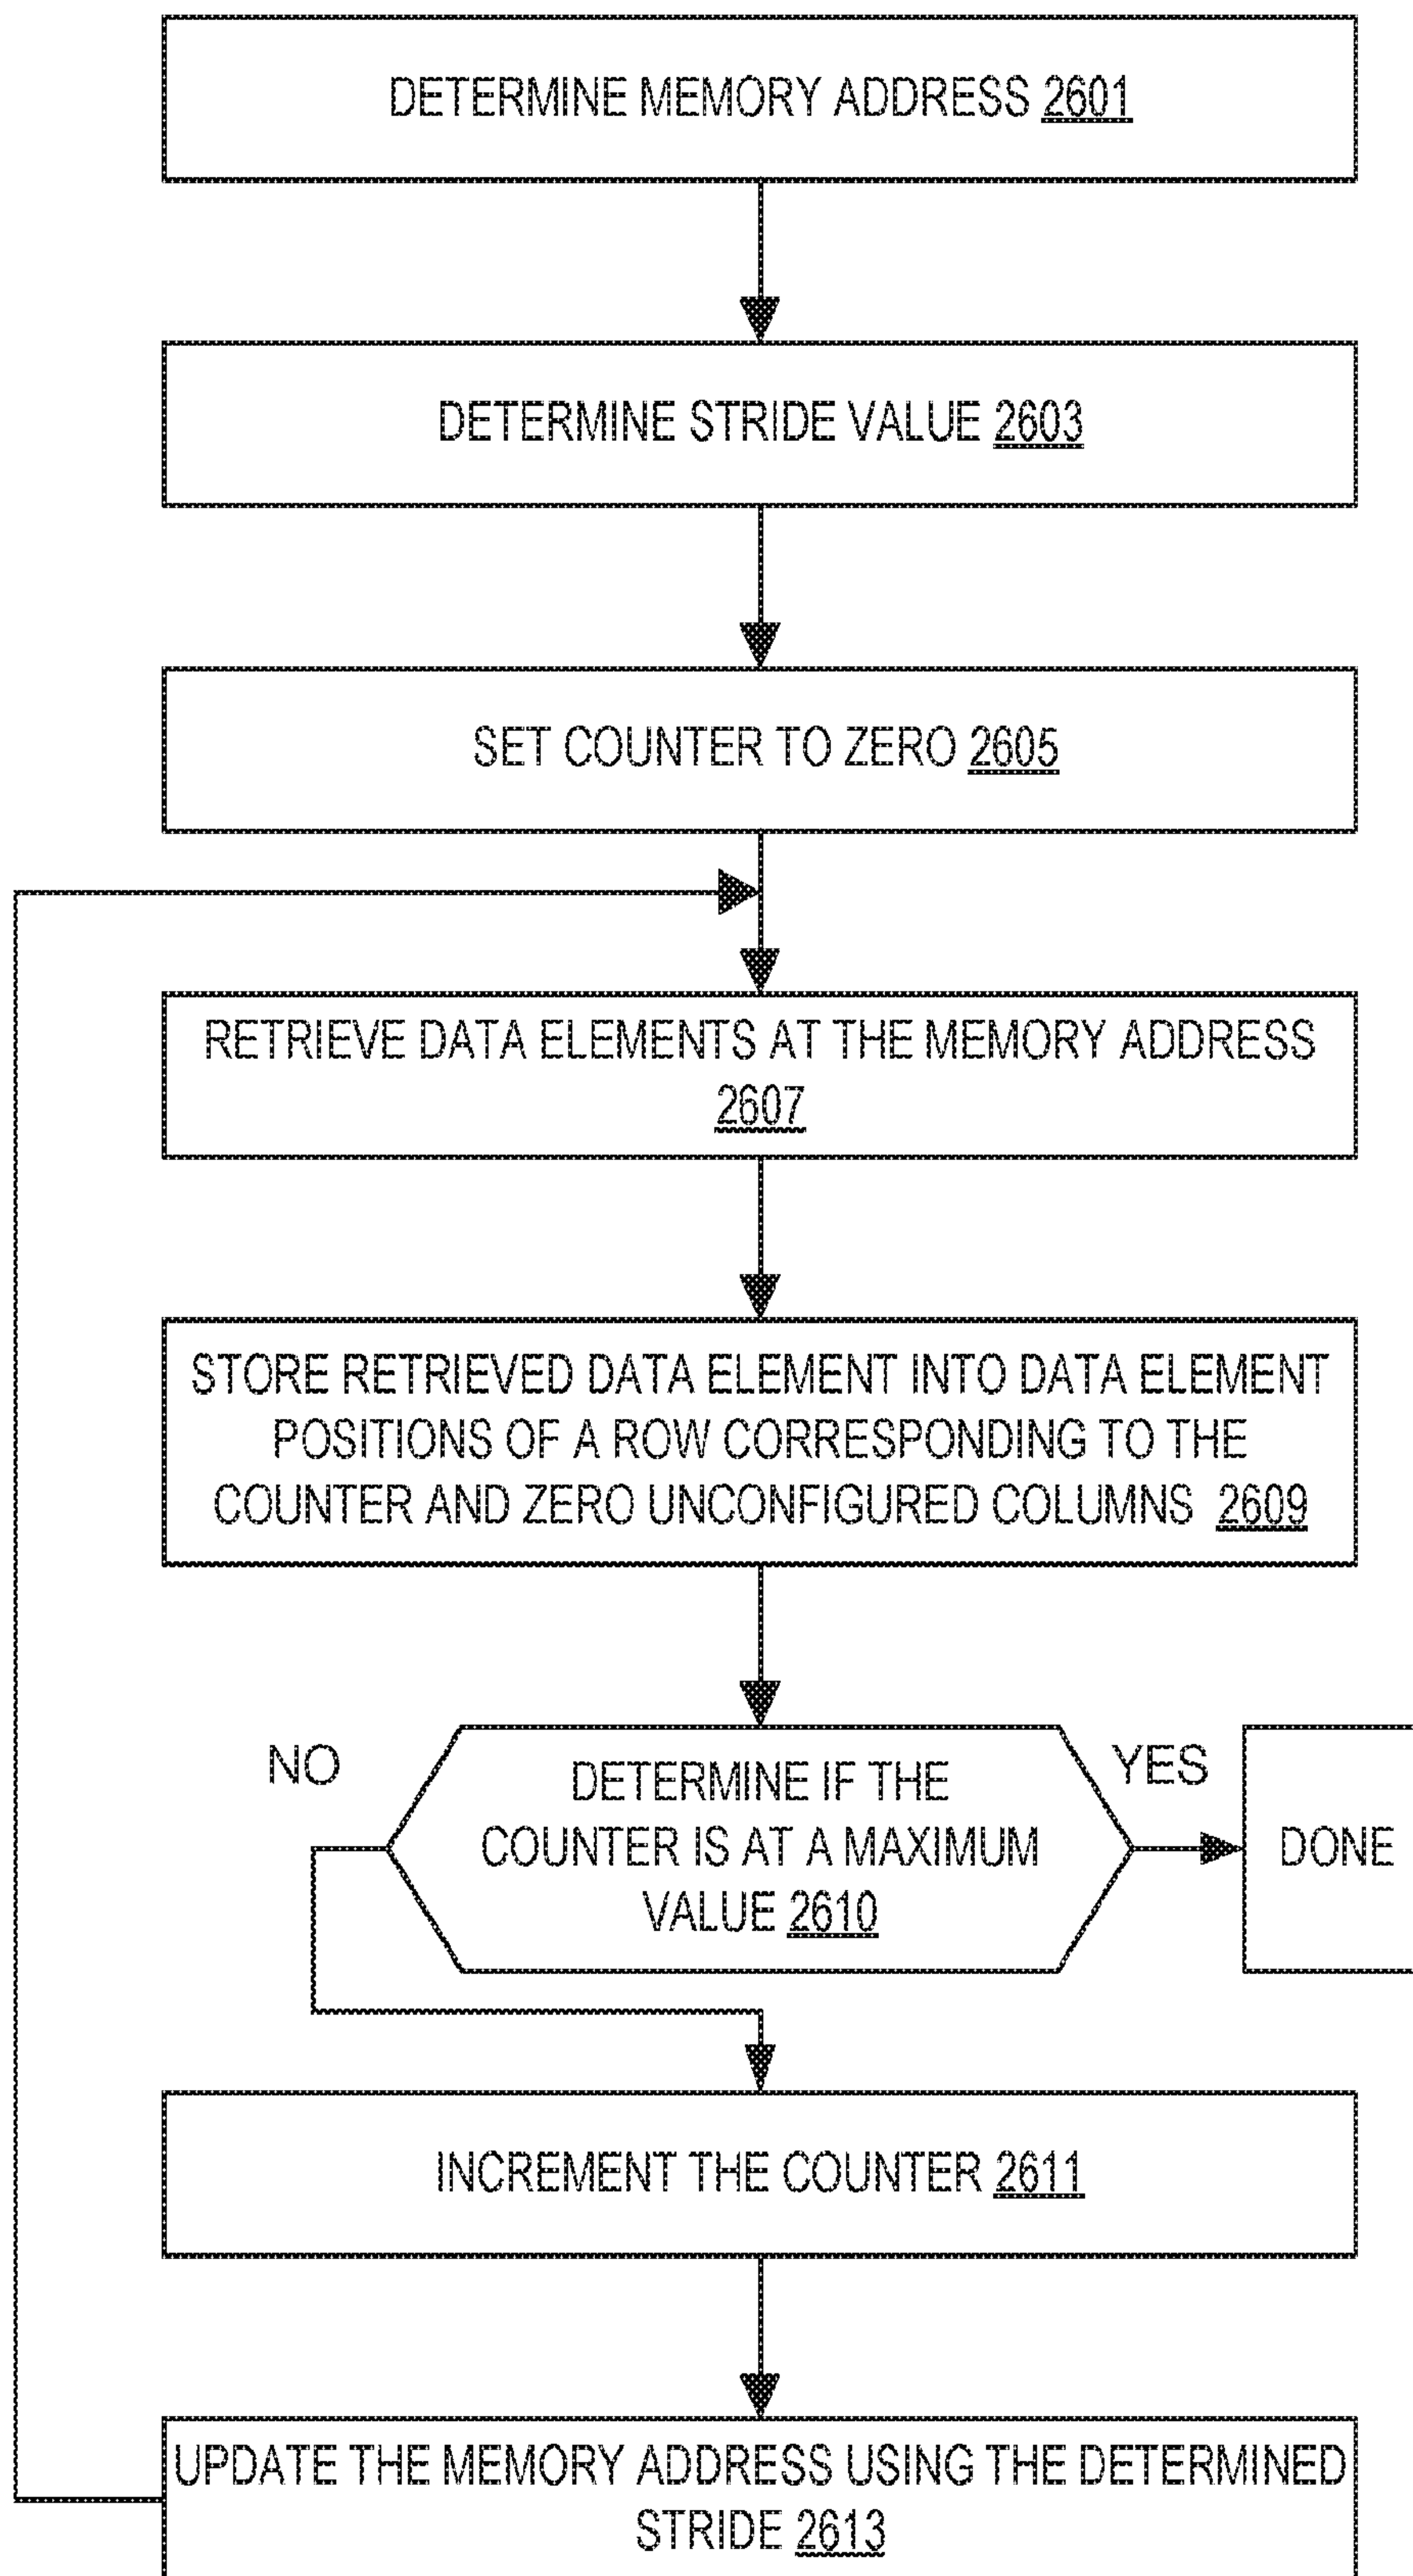 DETERMINE MEMORY ADDRESS 2601
DETERMINE STRIDE VALUE 2603
SET COUNTER TO ZERO 2605
RETRIEVE DATA ELEMENTS AT THE MEMORY ADDRESS
2607
STORE RETRIEVED DATA ELEMENT INTO DATA ELEMENT
POSITIONS OF A ROW CORRESPONDING TO THE
COUNTER AND ZERO UNCONFIGURED COLUMNS 2609
NO
DETERMINE IF THE
COUNTER IS AT A MAXIMUM
VALUE 2610
YES
DONE
INCREMENT THE COUNTER 2611
UPDATE THE MEMORY ADDRESS USING THE DETERMINED
STRIDE 2613